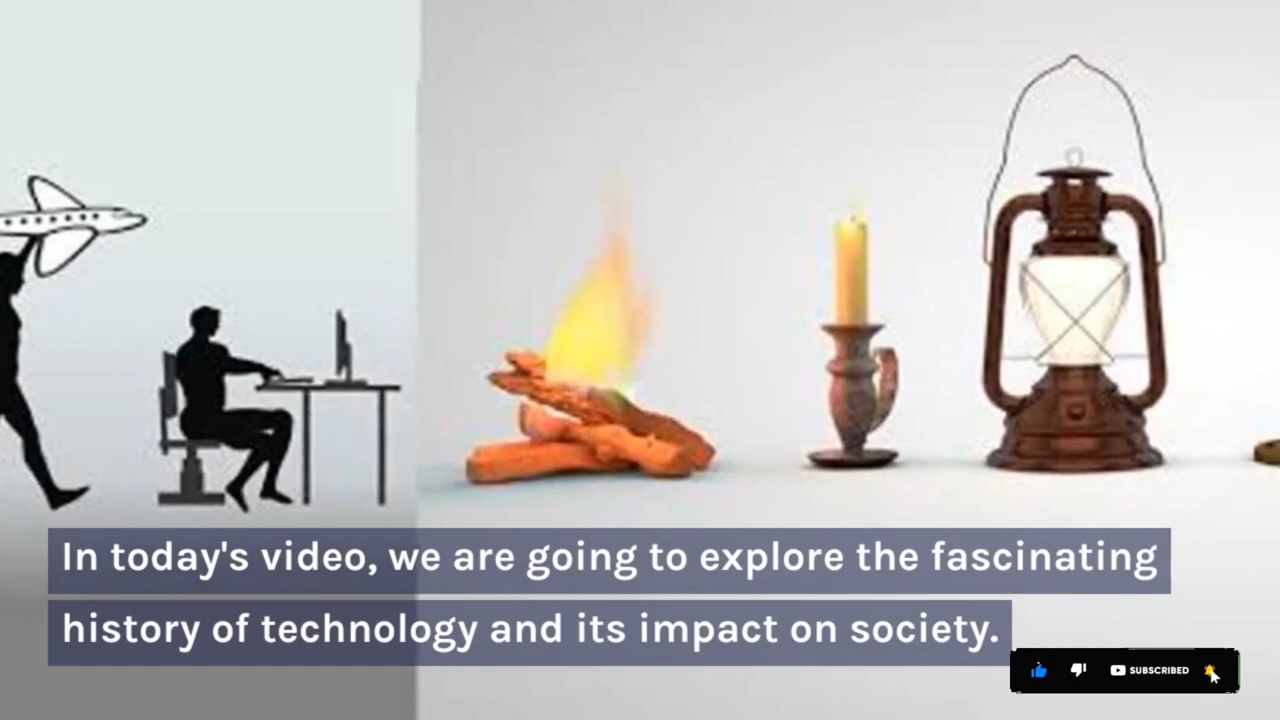 In today's video, we are going to explore the fascinating
history of technology and its impact on society.
SUBSCRIBED